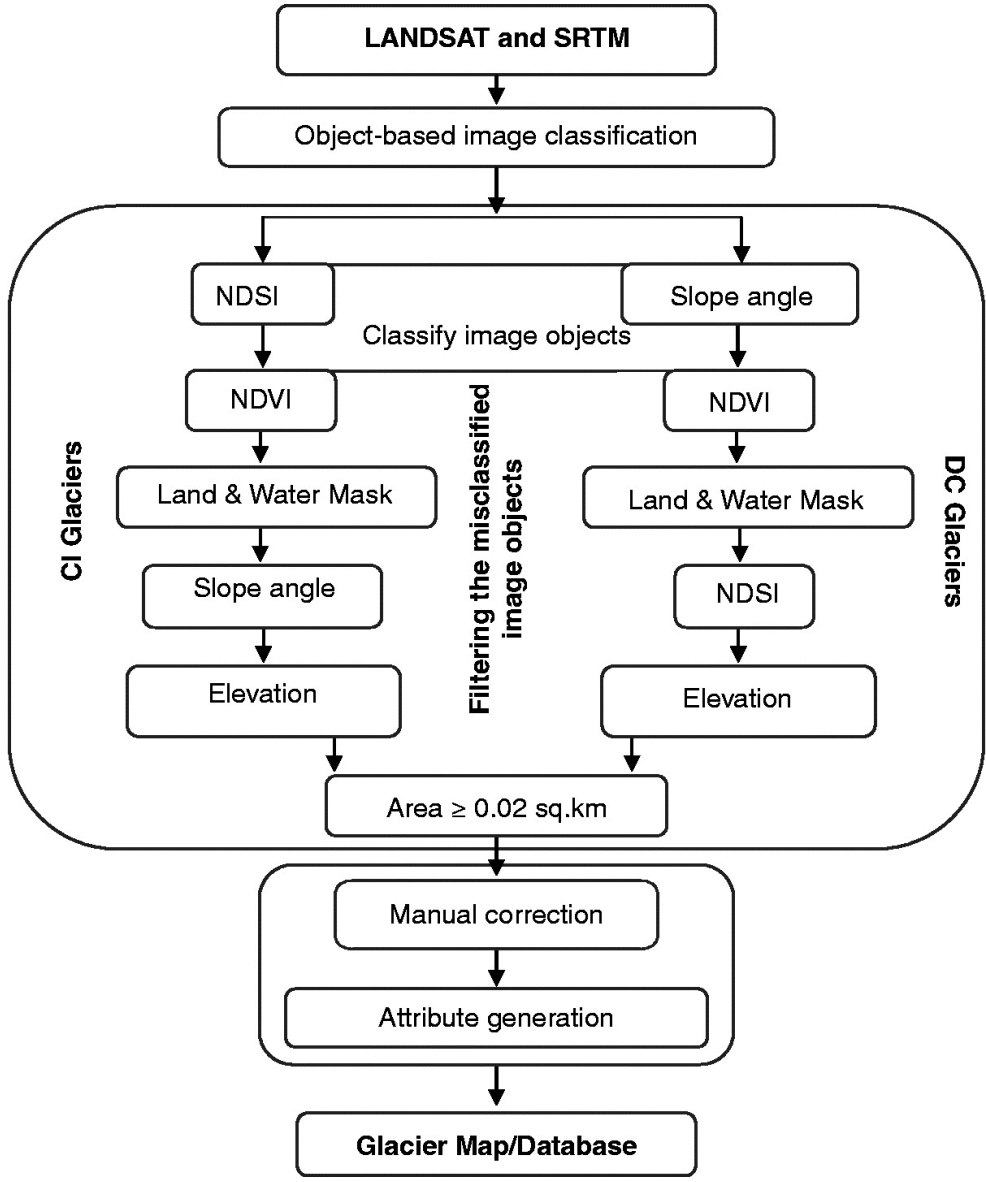 LANDSAT and SRTM
Object-based image classification
NDSI
Slope angle
Classify image objects
NDVI
NDVI
CI Glaciers
Land & Water Mask
Filtering the misclassified
image objects
Land & Water Mask
DC Glaciers
Slope angle
NDSI
Elevation
Elevation
Area ≥ 0.02 sq.km
Manual correction
Attribute generation
Glacier Map/Database